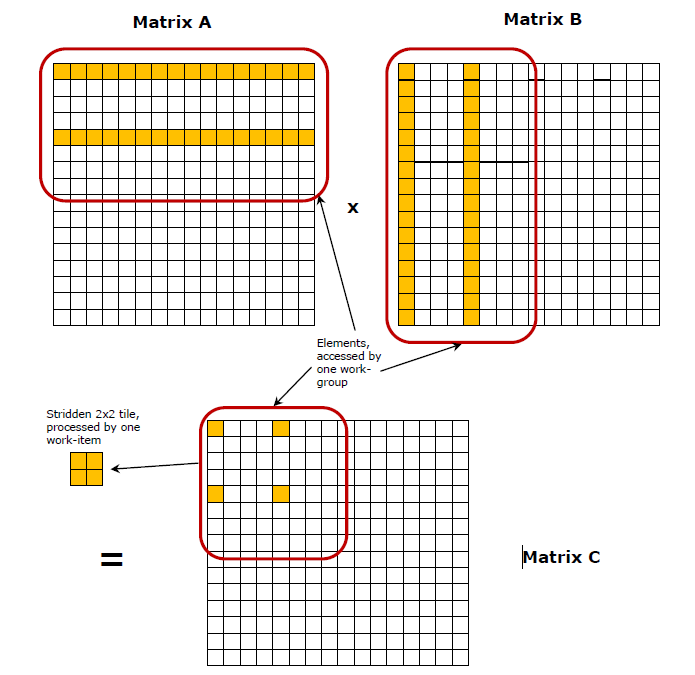 Matrix A
Matrix B
x
Elements,
accessed by
one work-
group
Stridden 2x2 tile,
processed by one
work-item
=
Matrix C